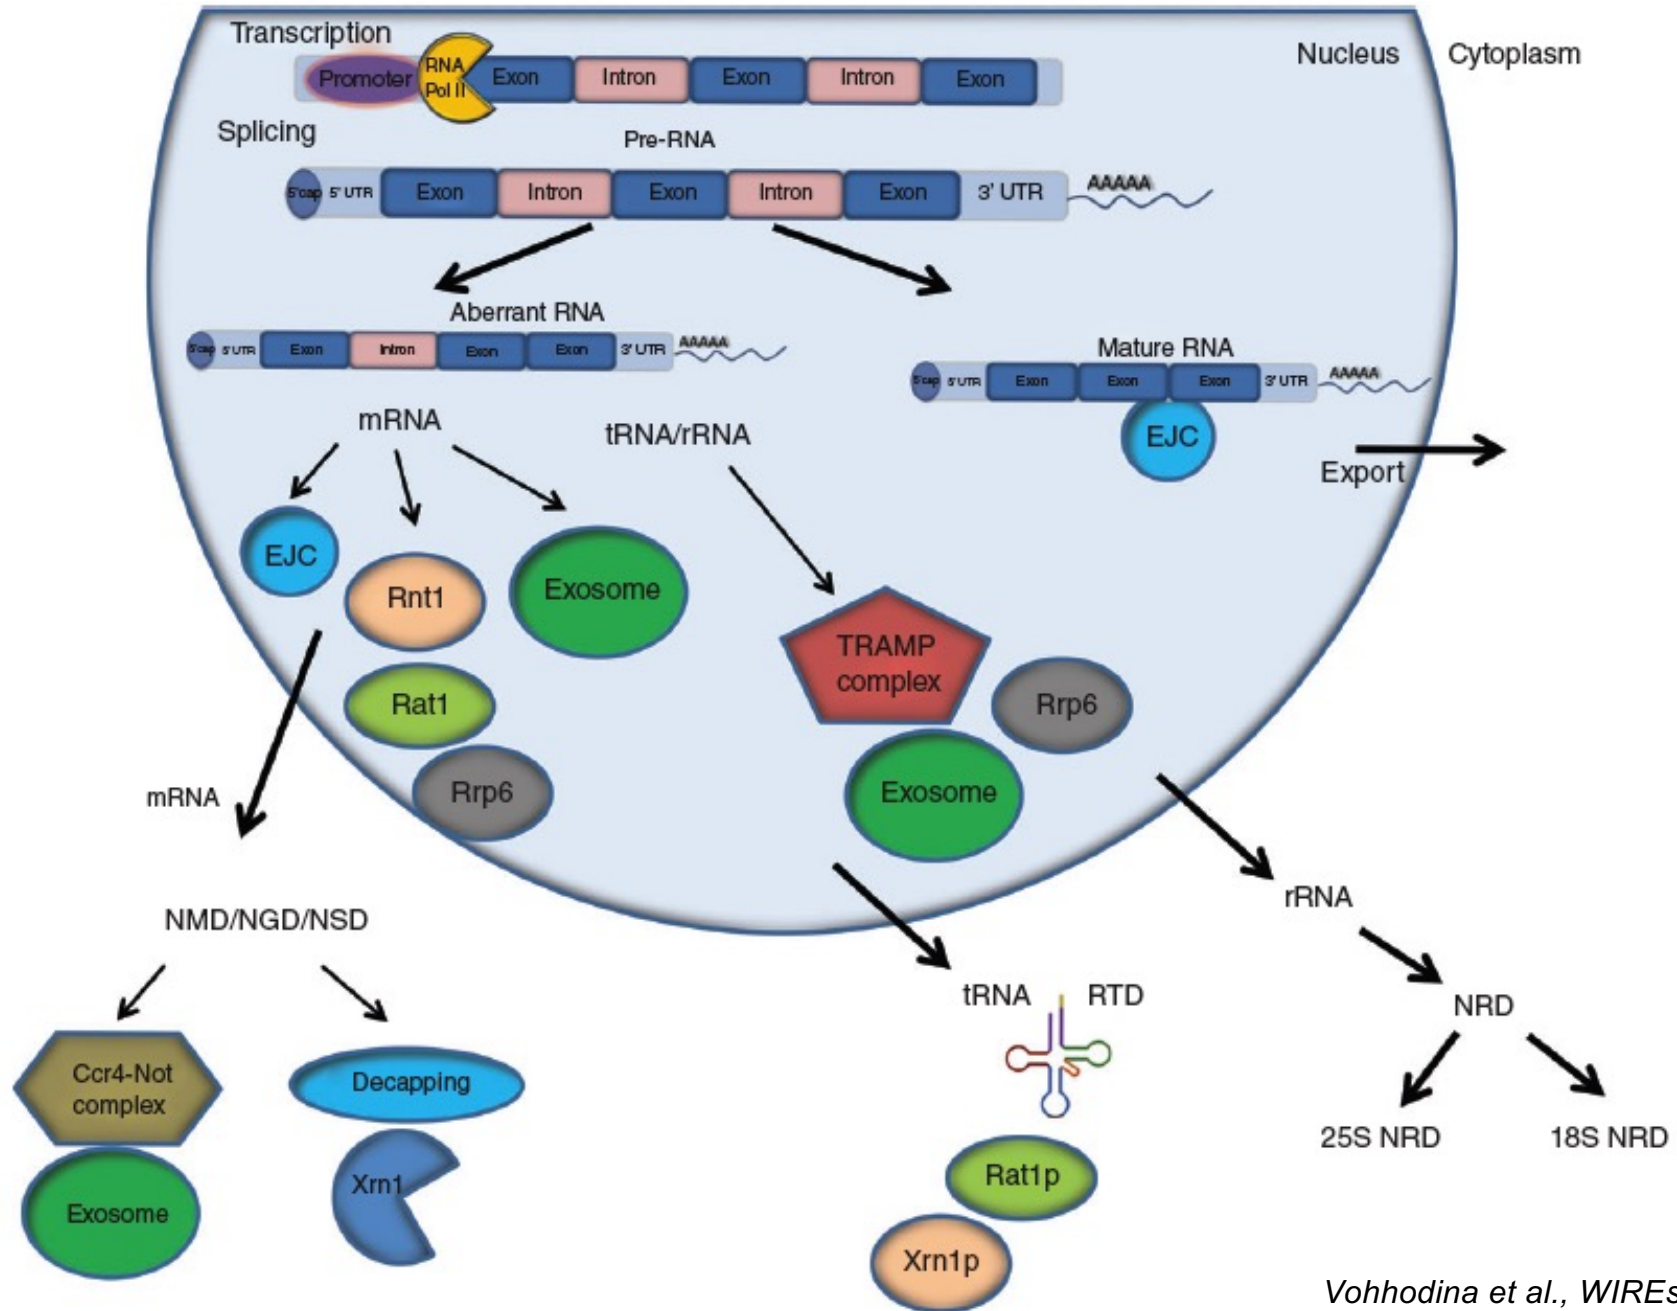 Transcription
Nucleus
Cytoplasm
Promoter
RNA
Pol II
Exon
Intron
Exon
Intron
Exon
Splicing
Pre-RNA
5'cap
5' UTR
Exon
Intron
Exon
Intron
Exon
3' UTR
AAAAA
Aberrant RNA
5'cap
5' UTR
Exon
Intron
Exon
Exon
3' UTR
AAAAA
Mature RNA
5'cap
5' UTR
Exon
Exon
Exon
3' UTR
AAAAA
EJC
Export
mRNA
tRNA/rRNA
EJC
Rnt1
Exosome
Rat1
Rrp6
TRAMP
complex
Rrp6
Exosome
mRNA
NMD/NGD/NSD
Ccr4-Not
complex
Exosome
Decapping
Xrn1
tRNA
RTD
Rat1p
Xrn1p
rRNA
NRD
25S NRD
18S NRD
Vohhodina et al., WIREs